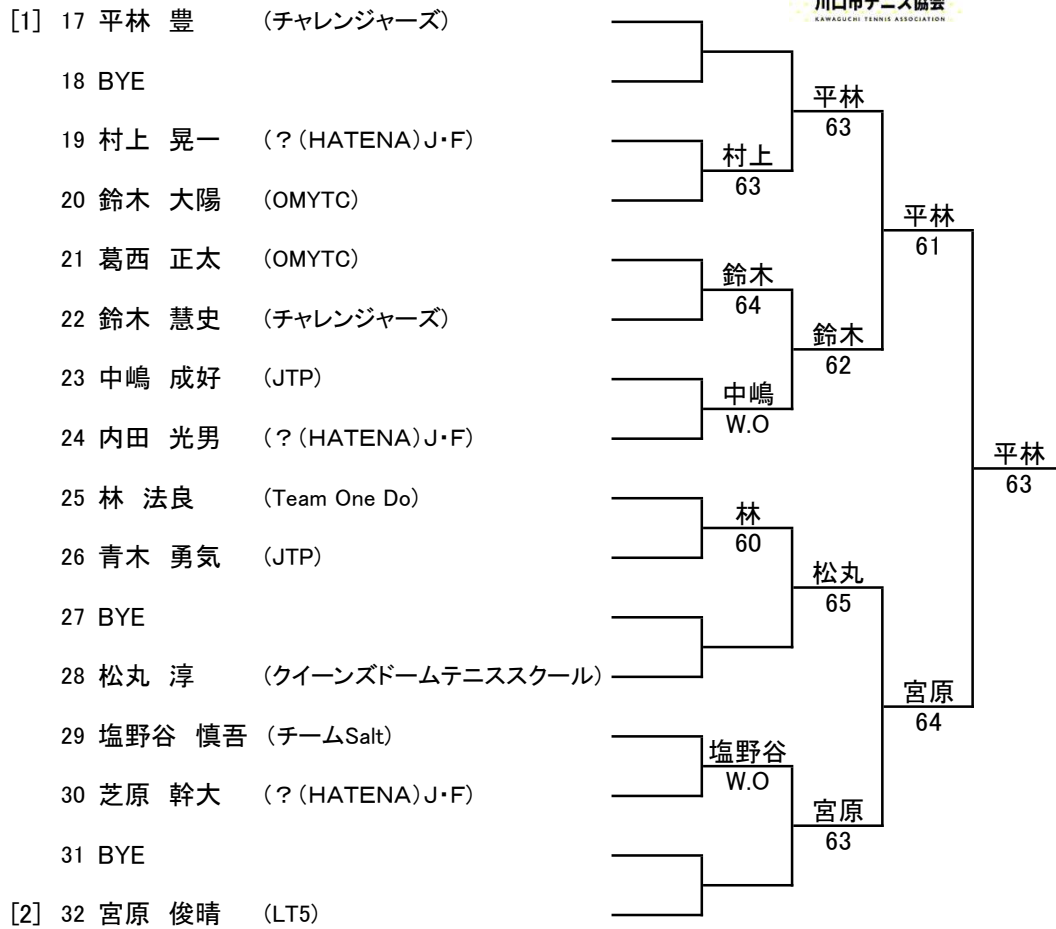 川口市テニス協会
KAWAGUCHI TENNIS ASSOCIATION
[1] 17 平林 豊 (チャレンジャーズ)
18 BYE
平林
63
19 村上 晃一 (?(HATENA)J・F)
村上
63
20 鈴木 大陽 (OMYTC)
平林
61
21 葛西 正太 (OMYTC)
鈴木
64
22 鈴木 慧史 (チャレンジャーズ)
鈴木
62
23 中嶋 成好 (JTP)
中嶋
W.O
24 内田 光男 (?(HATENA)J・F)
平林
63
25 林 法良 (Team One Do)
林
60
26 青木 勇気 (JTP)
松丸
65
27 BYE
28 松丸 淳 (クイーンズドームテニススクール)
宮原
64
29 塩野谷 慎吾 (チームSalt)
塩野谷
W.O
30 芝原 幹大 (?(HATENA)J・F)
宮原
63
31 BYE
[2] 32 宮原 俊晴 (LT5)